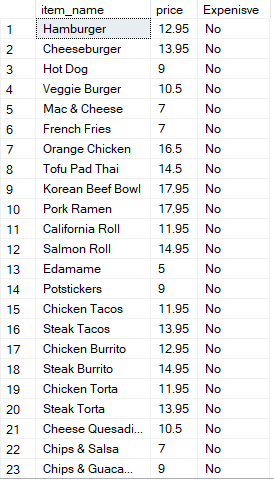 item_name price Expenisve
1 Hamburger 12.95 No
2 Cheeseburger 13.95 No
3 Hot Dog 9 No
4 Veggie Burger 10.5 No
5 Mac & Cheese 7 No
6 French Fries 7 No
7 Orange Chicken 16.5 No
8 Tofu Pad Thai 14.5 No
9 Korean Beef Bowl 17.95 No
10 Pork Ramen 17.95 No
11 California Roll 11.95 No
12 Salmon Roll 14.95 No
13 Edamame 5 No
14 Potstickers 9 No
15 Chicken Tacos 11.95 No
16 Steak Tacos 13.95 No
17 Chicken Burrito 12.95 No
18 Steak Burrito 14.95 No
19 Chicken Torta 11.95 No
20 Steak Torta 13.95 No
21 Cheese Quesadi... 10.5 No
22 Chips & Salsa 7 No
23 Chips & Guaca... 9 No